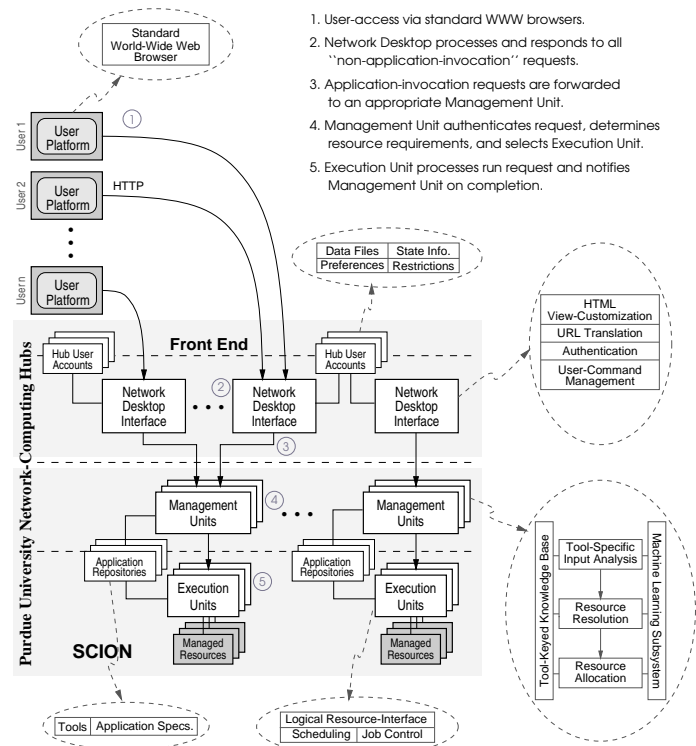 Standard
World-Wide Web
Browser
1. User-access via standard WWW browsers.
2. Network Desktop processes and responds to all
``non-application-invocation'' requests.
3. Application-invocation requests are forwarded
to an appropriate Management Unit.
4. Management Unit authenticates request, determines
resource requirements, and selects Execution Unit.
5. Execution Unit processes run request and notifies
Management Unit on completion.
User 1
User
Platform
1
User 2
User
Platform
HTTP
User n
User
Platform
Data Files
State Info.
Preferences
Restrictions
HTML
View-Customization
URL Translation
Authentication
User-Command
Management
Purdue University Network-Computing Hubs
Front End
Hub User
Accounts
Hub User
Accounts
Network
Desktop
Interface
2
Network
Desktop
Interface
Network
Desktop
Interface
3
Management
Units
4
Management
Units
Application
Repositories
Application
Repositories
Execution
Units
5
Execution
Units
Managed
Resources
Managed
Resources
SCION
Tool-Keyed Knowledge Base
Tool-Specific
Input Analysis
Resource
Resolution
Resource
Allocation
Machine Learning Subsystem
Tools
Application Specs.
Logical Resource-Interface
Scheduling
Job Control